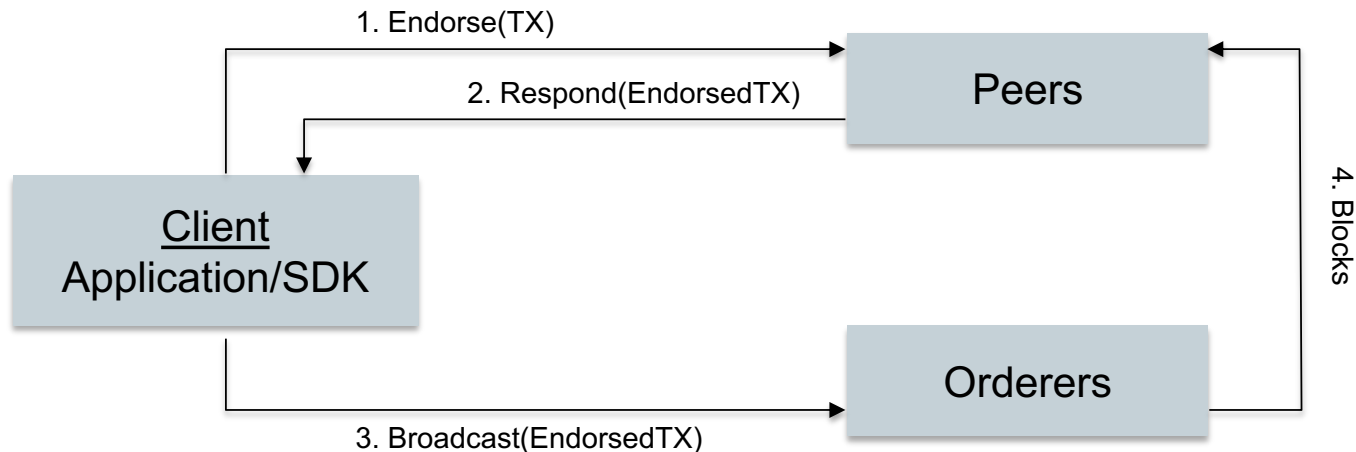 1. Endorse(TX)
Peers
2. Respond(EndorsedTX)
4. Blocks
Client
Application/SDK
Orderers
3. Broadcast(EndorsedTX)